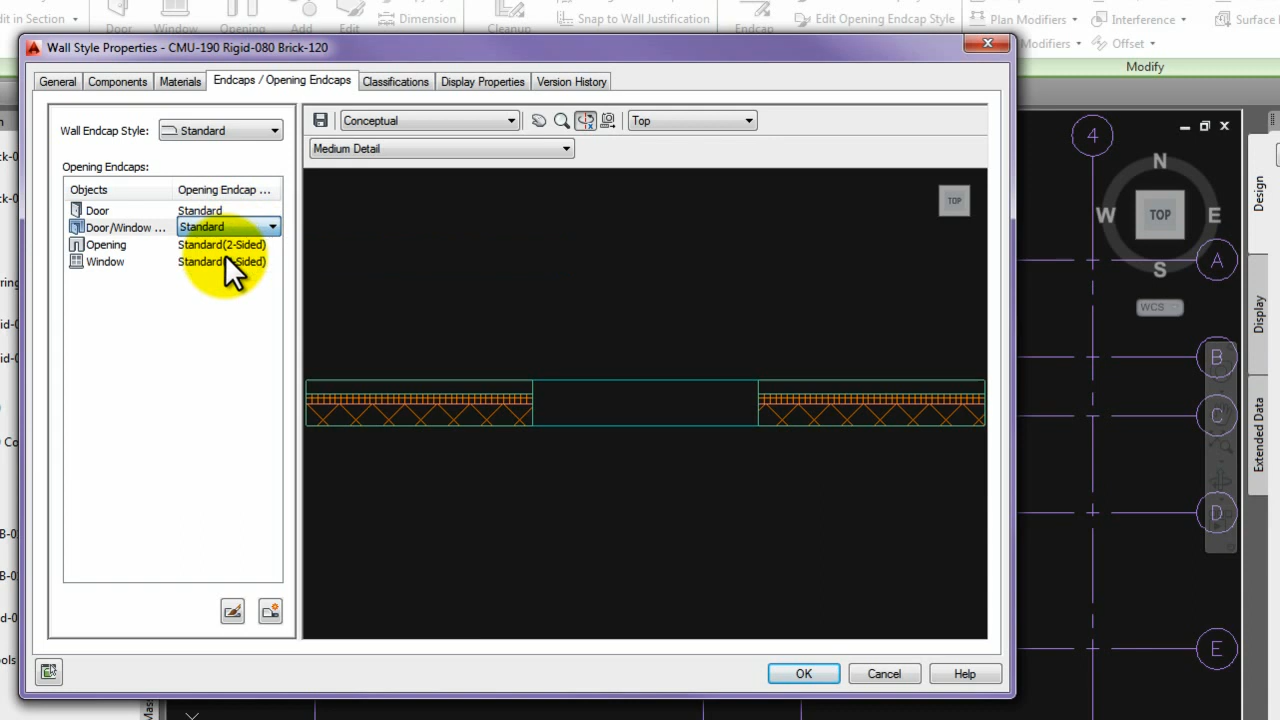 dit in Section
Door
Window
Opening
Add
Edit
Dimension
Cleanup
Snap to Wall Justification
Endcap
Edit Opening Endcap Style
Plan Modifiers
Interference
Surface
Modifiers
Offset
Modify
Wall Style Properties - CMU-190 Rigid-080 Brick-120
General
Components
Materials
Endcaps / Opening Endcaps
Classifications
Display Properties
Version History
Wall Endcap Style:
Standard
Opening Endcaps:
Objects
Opening Endcap ...
Door
Standard
Door/Window ...
Standard
Opening
Standard(2-Sided)
Window
Conceptual
Top
Medium Detail
TOP
OK
Cancel
Help
4
N
W
TOP
E
S
WCS
A
B
C
D
E
Design
Display
Extended Data